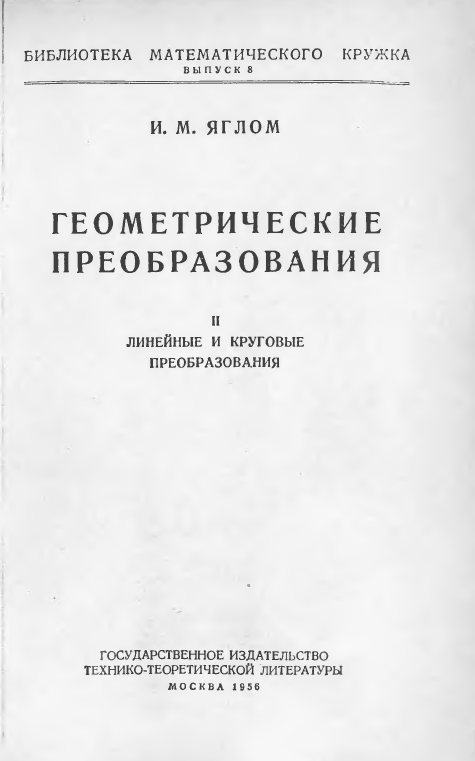 БИБЛИОТЕКА МАТЕМАТИЧЕСКОГО КРУЖКА
ВЫПУСК 8
И. М. ЯГЛОМ
ГЕОМЕТРИЧЕСКИЕ
ПРЕОБРАЗОВАНИЯ
II
ЛИНЕЙНЫЕ И КРУГОВЫЕ
ПРЕОБРАЗОВАНИЯ
ГОСУДАРСТВЕННОЕ ИЗДАТЕЛЬСТВО
ТЕХНИКО-ТЕОРЕТИЧЕСКОЙ ЛИТЕРАТУРЫ
МОСКВА 1956